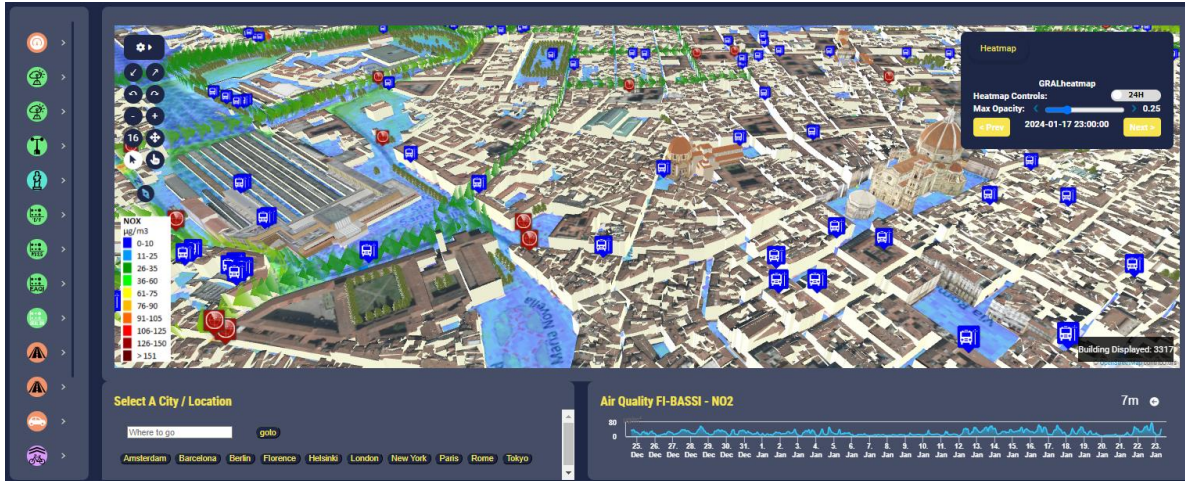 Heatmap
GRALheatmap
Heatmap Controls:
24H
Max Opacity:
0.25
< Prev
2024-01-17 23:00:00
Next >
16
NOX
µg/m3
0-10
11-25
26-35
36-60
61-75
76-90
91-105
106-125
126-150
> 151
Maria Novella
Building Displayed: 3317
Select A City / Location
Where to go
goto
Amsterdam Barcelona Berlin Florence Helsinki London New York Paris Rome Tokyo
Air Quality FI-BASSI - NO2
7m
80
0
25. 26. 27. 28. 29. 30. 31. 1. 2. 3. 4. 5. 6. 7. 8. 9. 10. 11. 12. 13. 14. 15. 16. 17. 18. 19. 20. 21. 22. 23.
Dec Dec Dec Dec Dec Dec Dec Jan Jan Jan Jan Jan Jan Jan Jan Jan Jan Jan Jan Jan Jan Jan Jan Jan Jan Jan Jan Jan Jan Jan